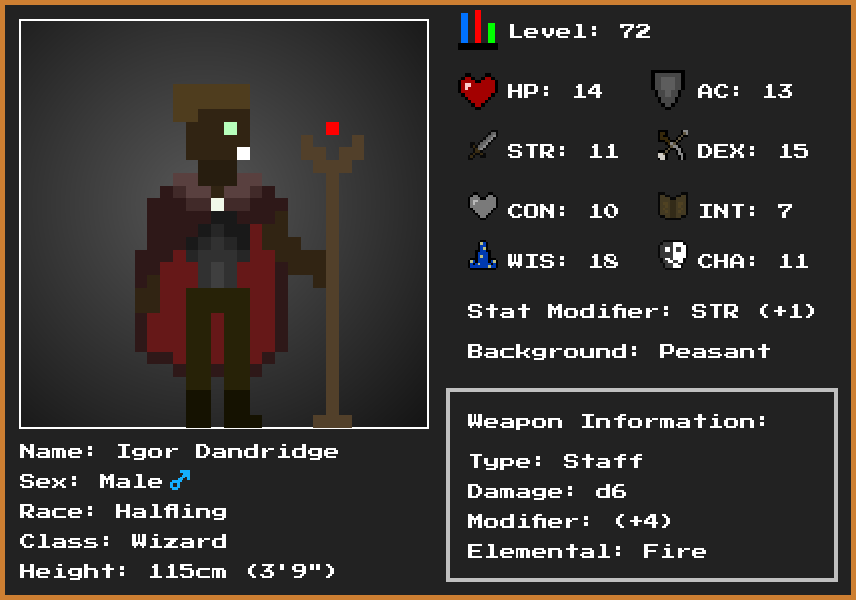 Level: 72
HP: 14 AC: 13
STR: 11 DEX: 15
CON: 10 INT: 7
WIS: 18 CHA: 11
Stat Modifier: STR (+1)
Background: Peasant
Weapon Information:
Type: Staff
Damage: d6
Modifier: (+4)
Elemental: Fire
Name: Igor Dandridge
Sex: Male ♂
Race: Halfling
Class: Wizard
Height: 115cm (3'9")